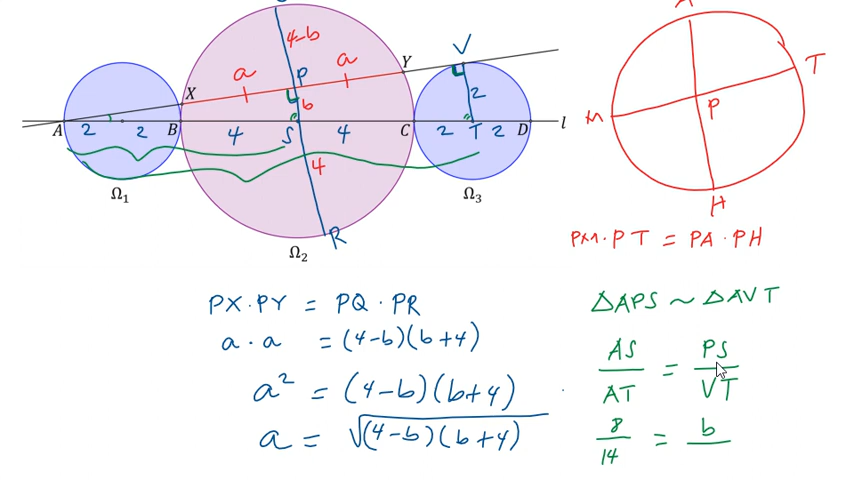 A
4-b
V
Y
T
a
P
a
X
b
2
M
P
A
2
2
B
4
S
4
C
2
T
2
D
l
4
H
Ω1
Ω3
R
Ω2
PM·PT = PA·PH
PX·PY = PQ·PR
ΔAPS ~ ΔAVT
a·a = (4-b)(b+4)
AS/AT = PS/VT
a² = (4-b)(b+4)
a = √(4-b)(b+4)
8/14 = b/